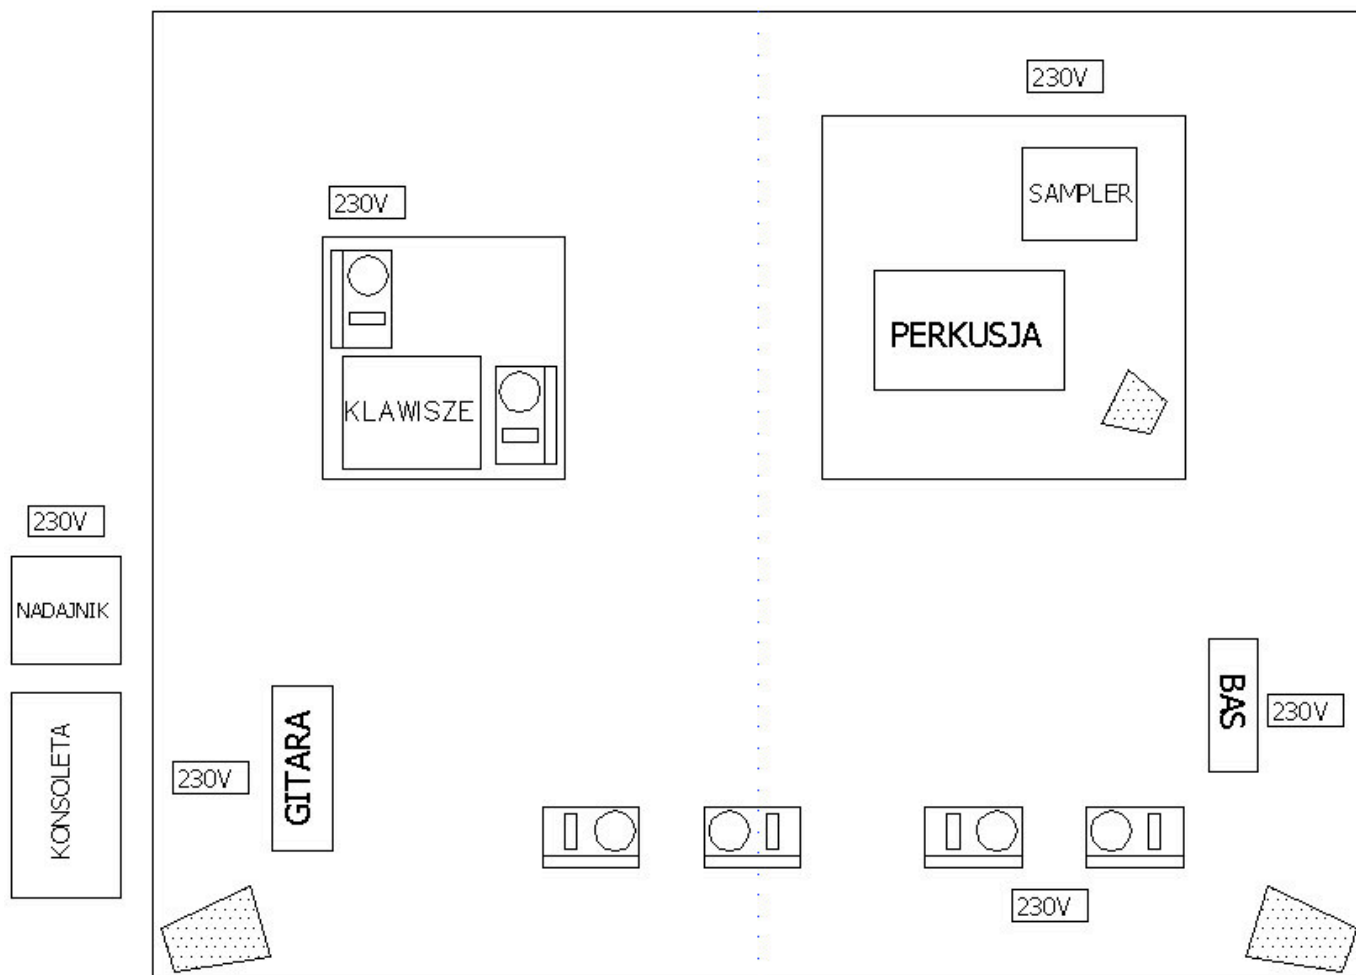 230V
SAMPLER
230V
PERKUSJA
KLAWISZE
230V
NADAJNIK
BAS
230V
GITARA
230V
KONSOLETA
230V